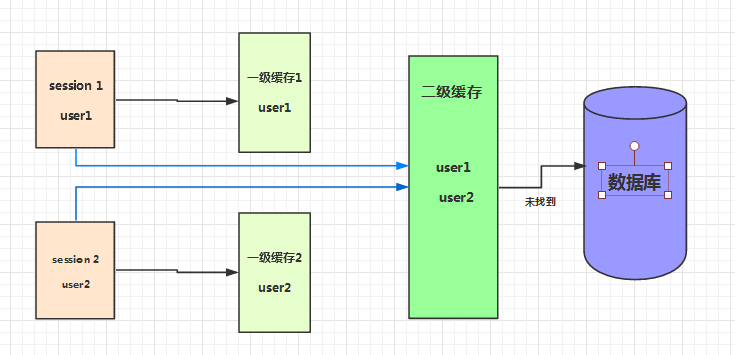 session 1
user1
一级缓存1
user1
二级缓存
user1
user2
未找到
数据库
session 2
user2
一级缓存2
user2